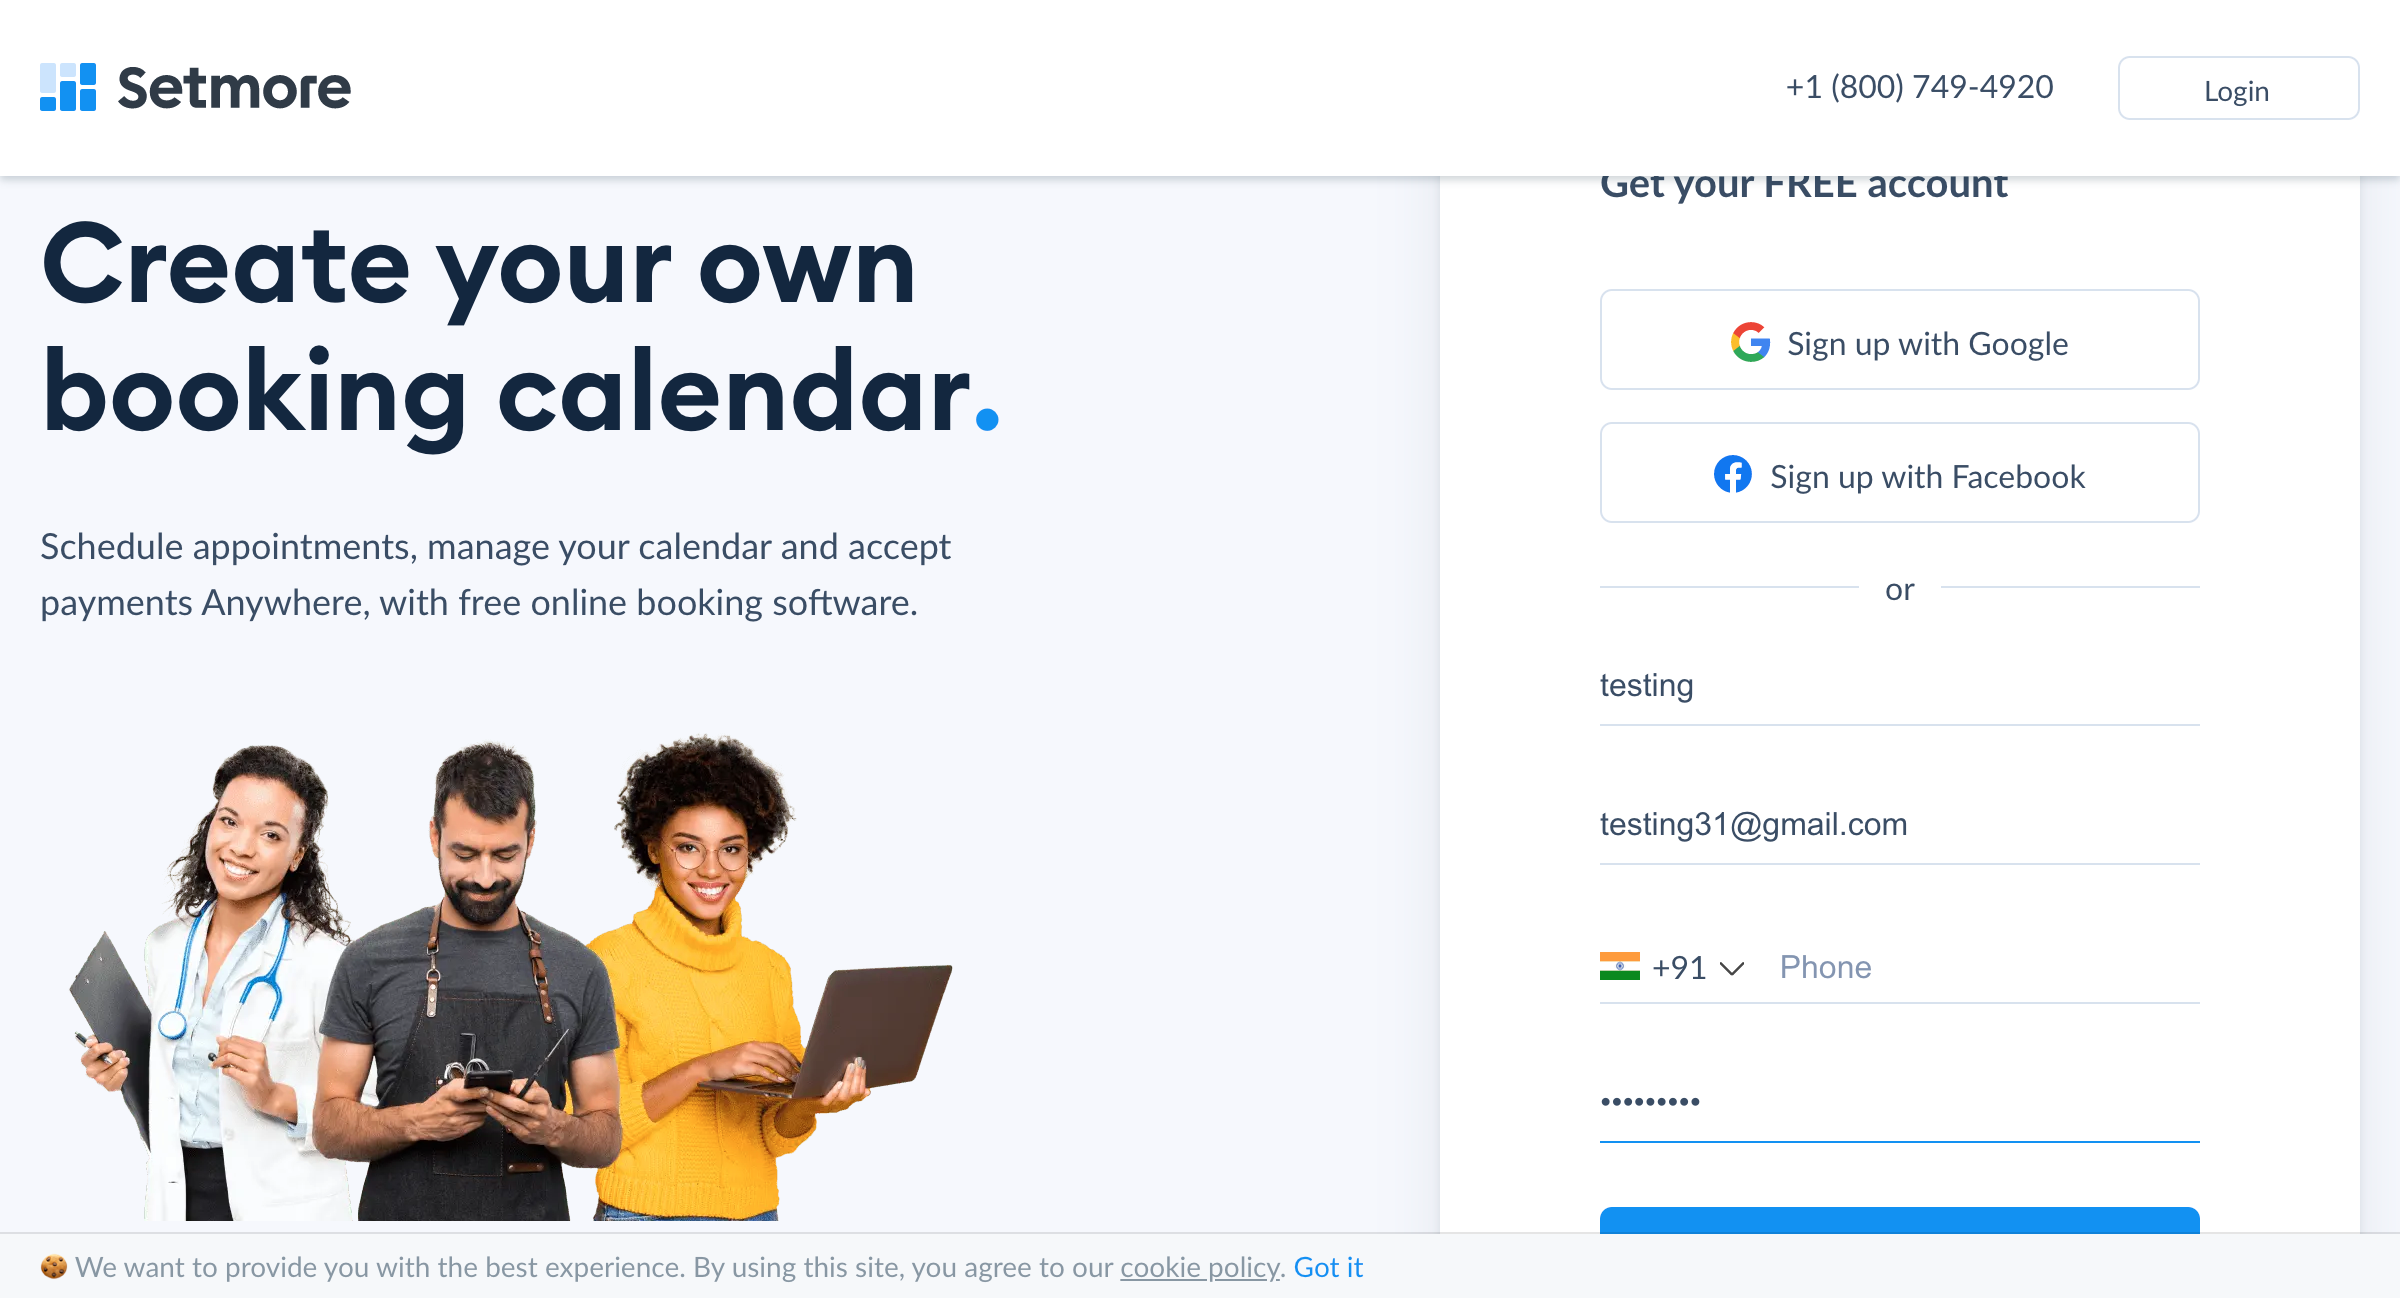 Setmore
+1 (800) 749-4920
Login
Create your own
booking calendar.
Schedule appointments, manage your calendar and accept
payments Anywhere, with free online booking software.
Get your FREE account
Sign up with Google
Sign up with Facebook
or
testing
testing31@gmail.com
+91 Phone
•••••••••
We want to provide you with the best experience. By using this site, you agree to our cookie policy. Got it